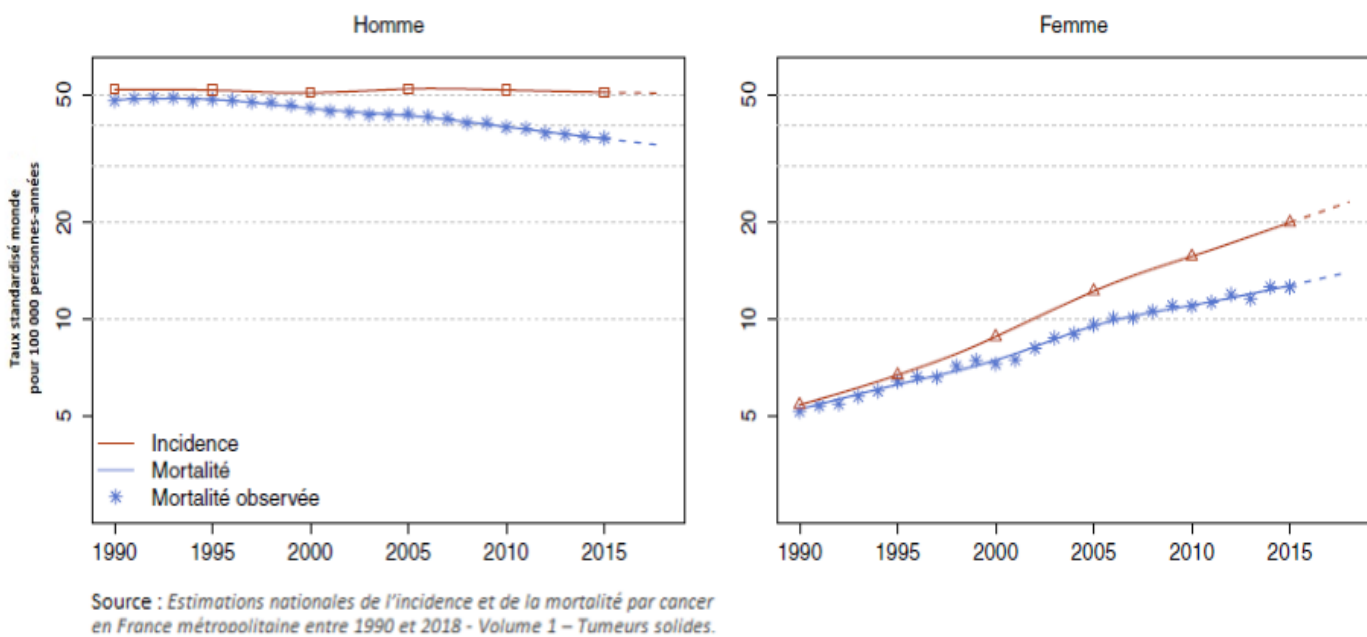 Homme
Femme
Taux standardisé monde
pour 100 000 personnes-années
50
20
10
5
Incidence
Mortalité
Mortalité observée
1990 1995 2000 2005 2010 2015
50
20
10
5
1990 1995 2000 2005 2010 2015
Source : Estimations nationales de l'incidence et de la mortalité par cancer
en France métropolitaine entre 1990 et 2018 - Volume 1 – Tumeurs solides.